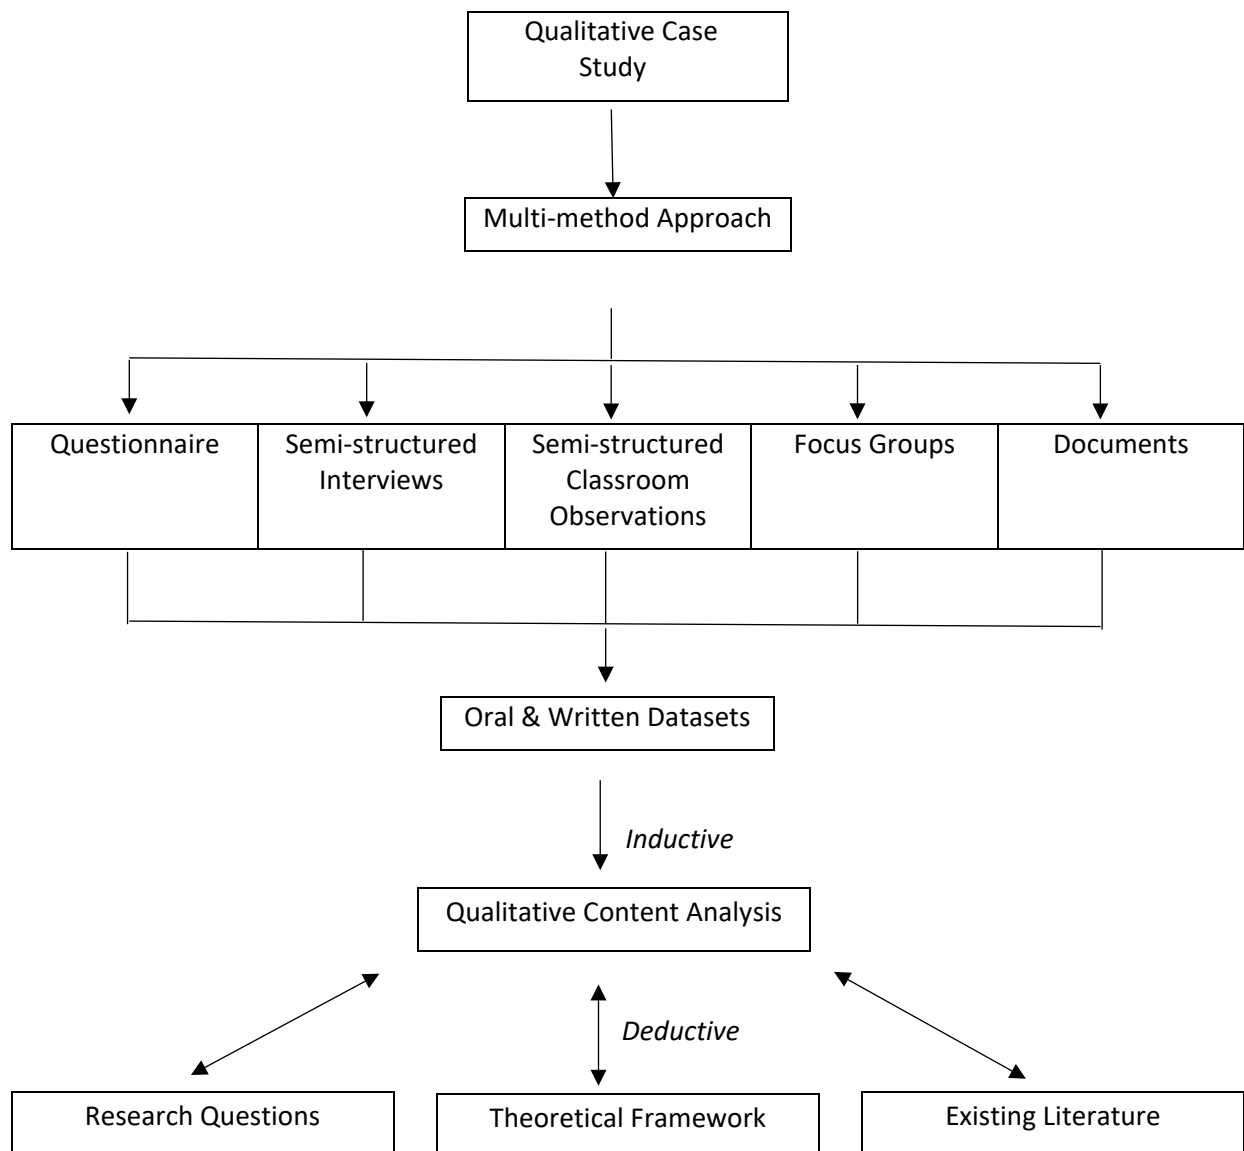 Qualitative Case
Study
Multi-method Approach
Questionnaire
Semi-structured
Interviews
Semi-structured
Classroom
Observations
Focus Groups
Documents
Oral & Written Datasets
Inductive
Qualitative Content Analysis
Deductive
Research Questions
Theoretical Framework
Existing Literature